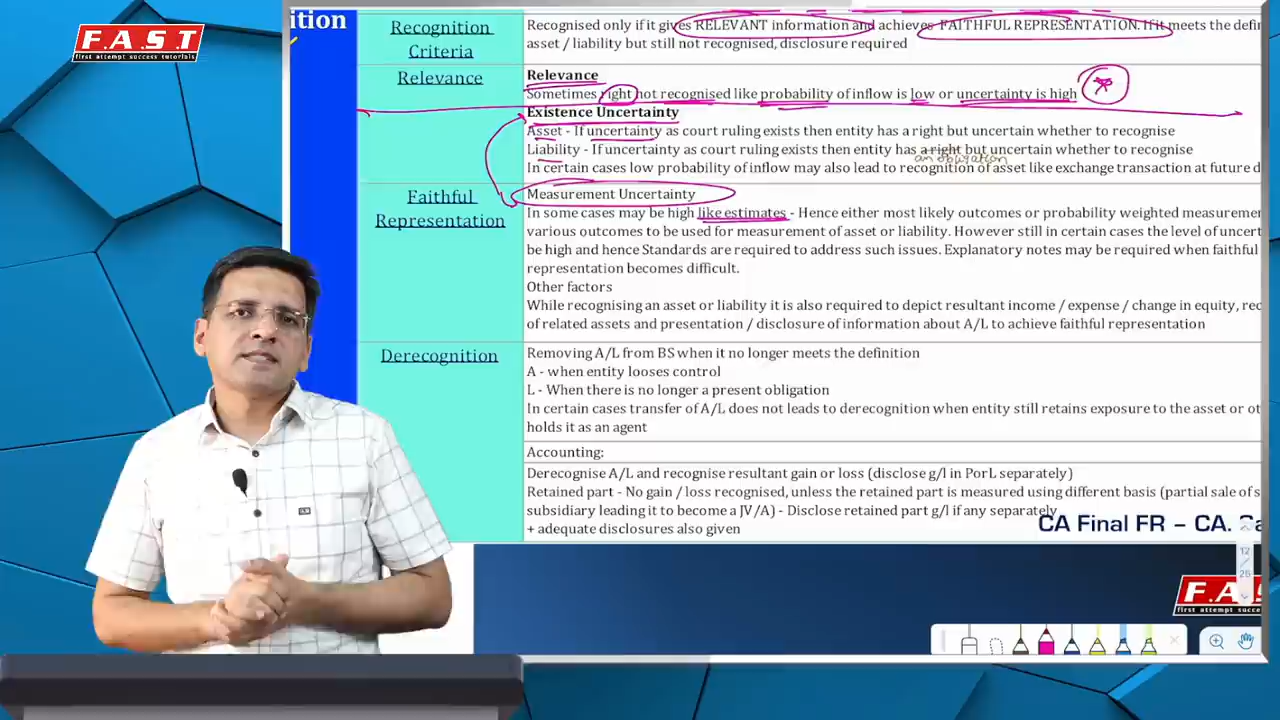 F.A.S.T
first attempt success tutorials
ition
Recognition
Criteria
Recognised only if it gives RELEVANT information and achieves FAITHFUL REPRESENTATION. If it meets the defi
asset / liability but still not recognised, disclosure required
Relevance
Relevance
Sometimes right not recognised like probability of inflow is low or uncertainty is high
Existence Uncertainty
Asset - If uncertainty as court ruling exists then entity has a right but uncertain whether to recognise
Liability - If uncertainty as court ruling exists then entity has a right but uncertain whether to recognise
an obligation
In certain cases low probability of inflow may also lead to recognition of asset like exchange transaction at future d
Faithful
Representation
Measurement Uncertainty
In some cases may be high like estimates - Hence either most likely outcomes or probability weighted measuremen
various outcomes to be used for measurement of asset or liability. However still in certain cases the level of uncert
be high and hence Standards are required to address such issues. Explanatory notes may be required when faithful
representation becomes difficult.
Other factors
While recognising an asset or liability it is also required to depict resultant income / expense / change in equity, rec
of related assets and presentation / disclosure of information about A/L to achieve faithful representation
Derecognition
Removing A/L from BS when it no longer meets the definition
A - when entity looses control
L - When there is no longer a present obligation
In certain cases transfer of A/L does not leads to derecognition when entity still retains exposure to the asset or ot
holds it as an agent
Accounting:
Derecognise A/L and recognise resultant gain or loss (disclose g/l in PorL separately)
Retained part - No gain / loss recognised, unless the retained part is measured using different basis (partial sale of s
subsidiary leading it to become a JV/A) - Disclose retained part g/l if any separately
+ adequate disclosures also given
CA Final FR – CA. Sa
12
/
26
F.A.
first attempt succe